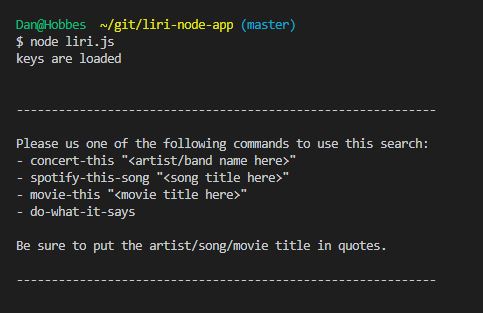 Dan@Hobbes ~/git/liri-node-app (master)
$ node liri.js
keys are loaded
------------------------------------------------------------
Please us one of the following commands to use this search:
- concert-this "<artist/band name here>"
- spotify-this-song "<song title here>"
- movie-this "<movie title here>"
- do-what-it-says
Be sure to put the artist/song/movie title in quotes.
------------------------------------------------------------